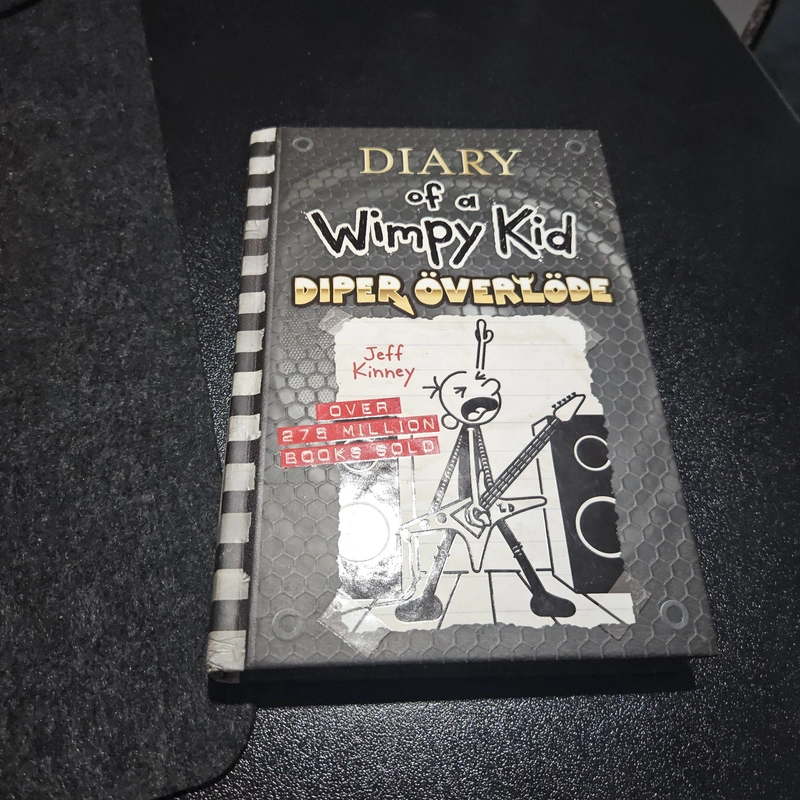 DIARY
of a
Wimpy Kid
DIPER ÖVERLÖDE
Jeff
Kinney
OVER
275 MILLION
BOOKS SOLD